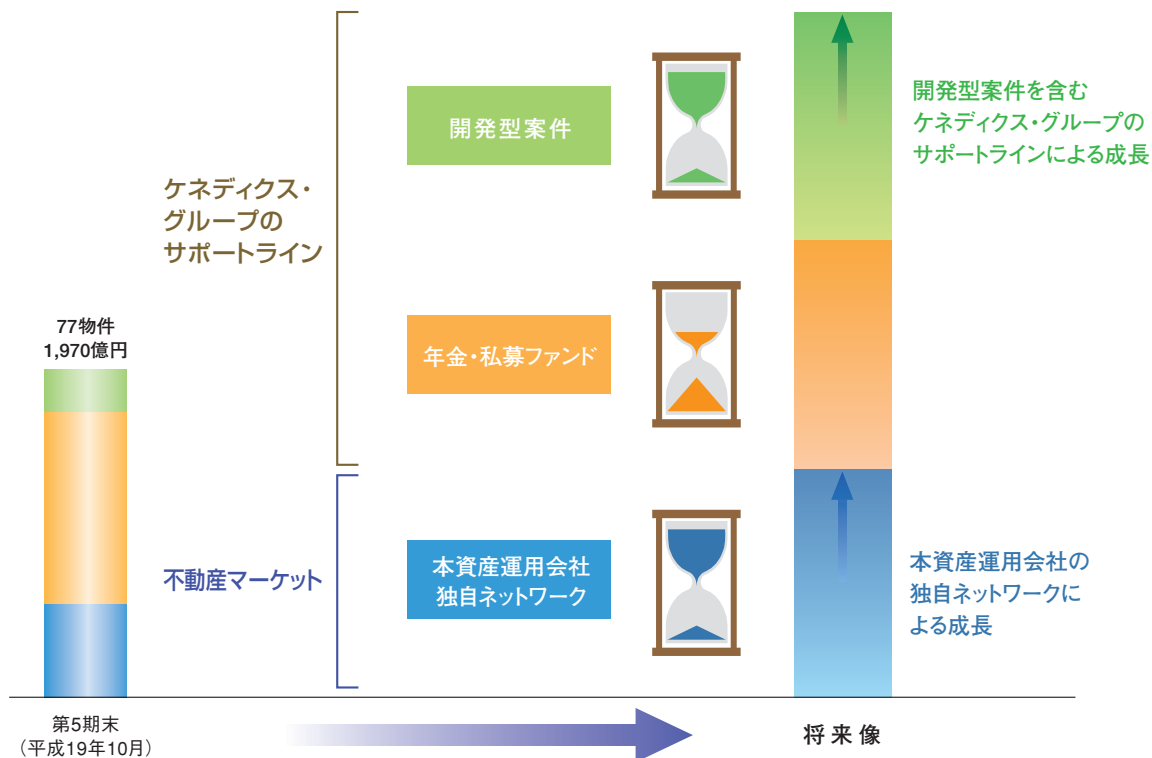 77物件
1,970億円
第5期末
（平成19年10月）
ケネディクス・
グループの
サポートライン
不動産マーケット
開発型案件
年金・私募ファンド
本資産運用会社
独自ネットワーク
開発型案件を含む
ケネディクス・グループの
サポートラインによる成長
本資産運用会社の
独自ネットワークに
よる成長
将来像